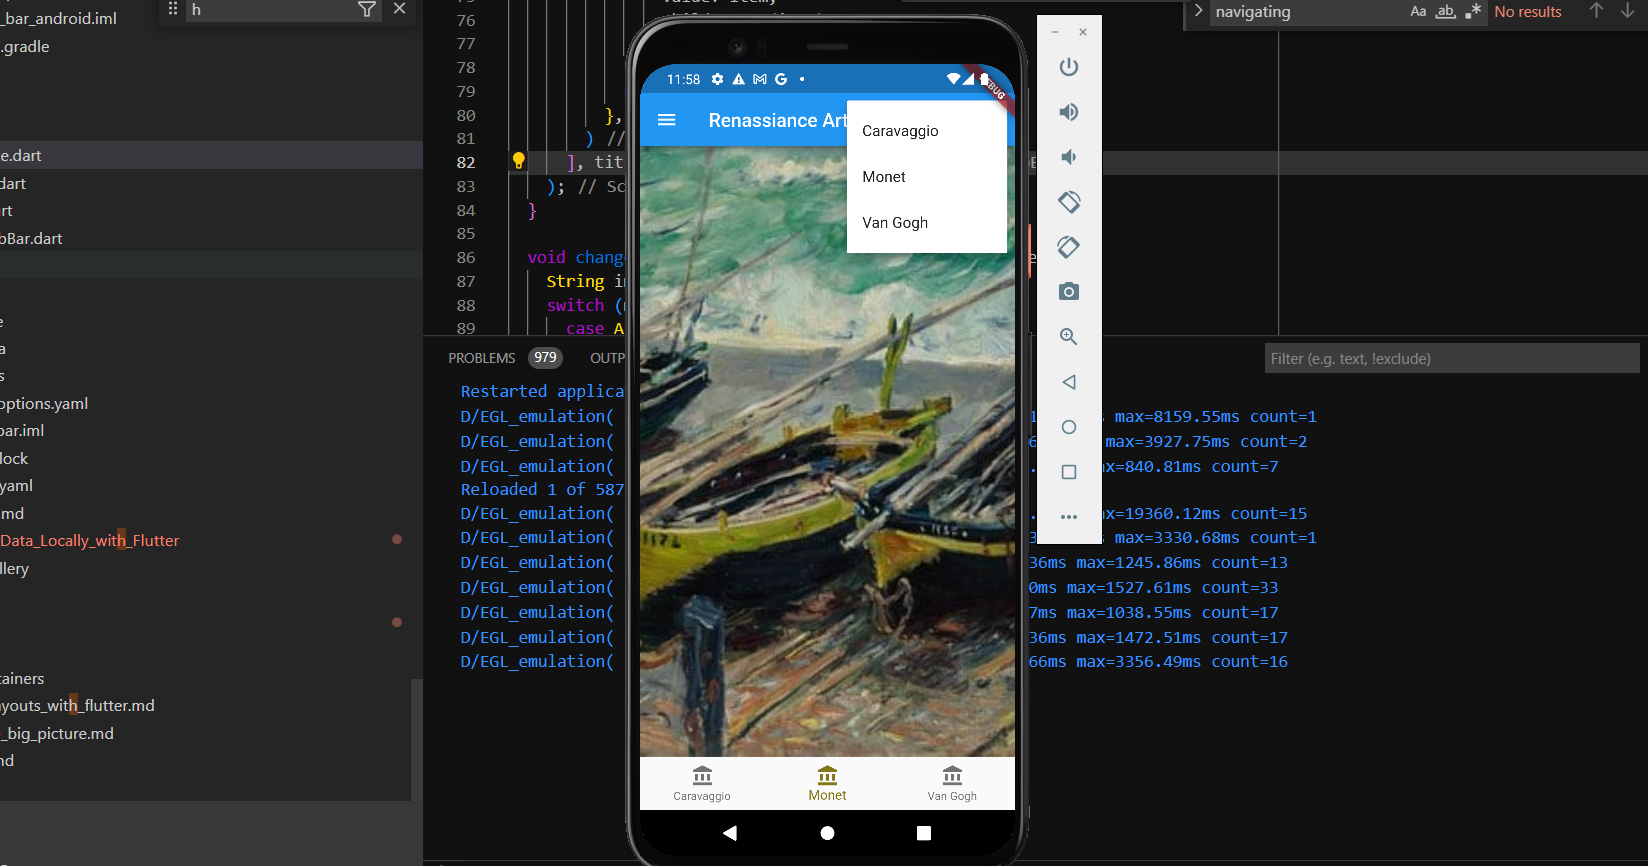 h
_bar_android.iml
.gradle
e.dart
dart
rt
bBar.dart
e
a
s
options.yaml
bar.iml
lock
yaml
md
Data_Locally_with_Flutter
llery
tainers
ayouts_with_flutter.md
_big_picture.md
nd
navigating
Aa
ab
.*
No results
76
77
78
79
80 },
81 ) //
82 ], tit
83 ); // Sc
84 }
85
86 void change
87 String in
88 switch (
89 case A
PROBLEMS 979 OUTP
Filter (e.g. text, !exclude)
Restarted applica
D/EGL_emulation( max=8159.55ms count=1
D/EGL_emulation( max=3927.75ms count=2
D/EGL_emulation( x=840.81ms count=7
Reloaded 1 of 587
D/EGL_emulation( x=19360.12ms count=15
D/EGL_emulation( max=3330.68ms count=1
D/EGL_emulation( 36ms max=1245.86ms count=13
D/EGL_emulation( 0ms max=1527.61ms count=33
D/EGL_emulation( 7ms max=1038.55ms count=17
D/EGL_emulation( 36ms max=1472.51ms count=17
D/EGL_emulation( 66ms max=3356.49ms count=16
11:58
G
BUG
Renassiance Art
Caravaggio
Monet
Van Gogh
Caravaggio
Monet
Van Gogh